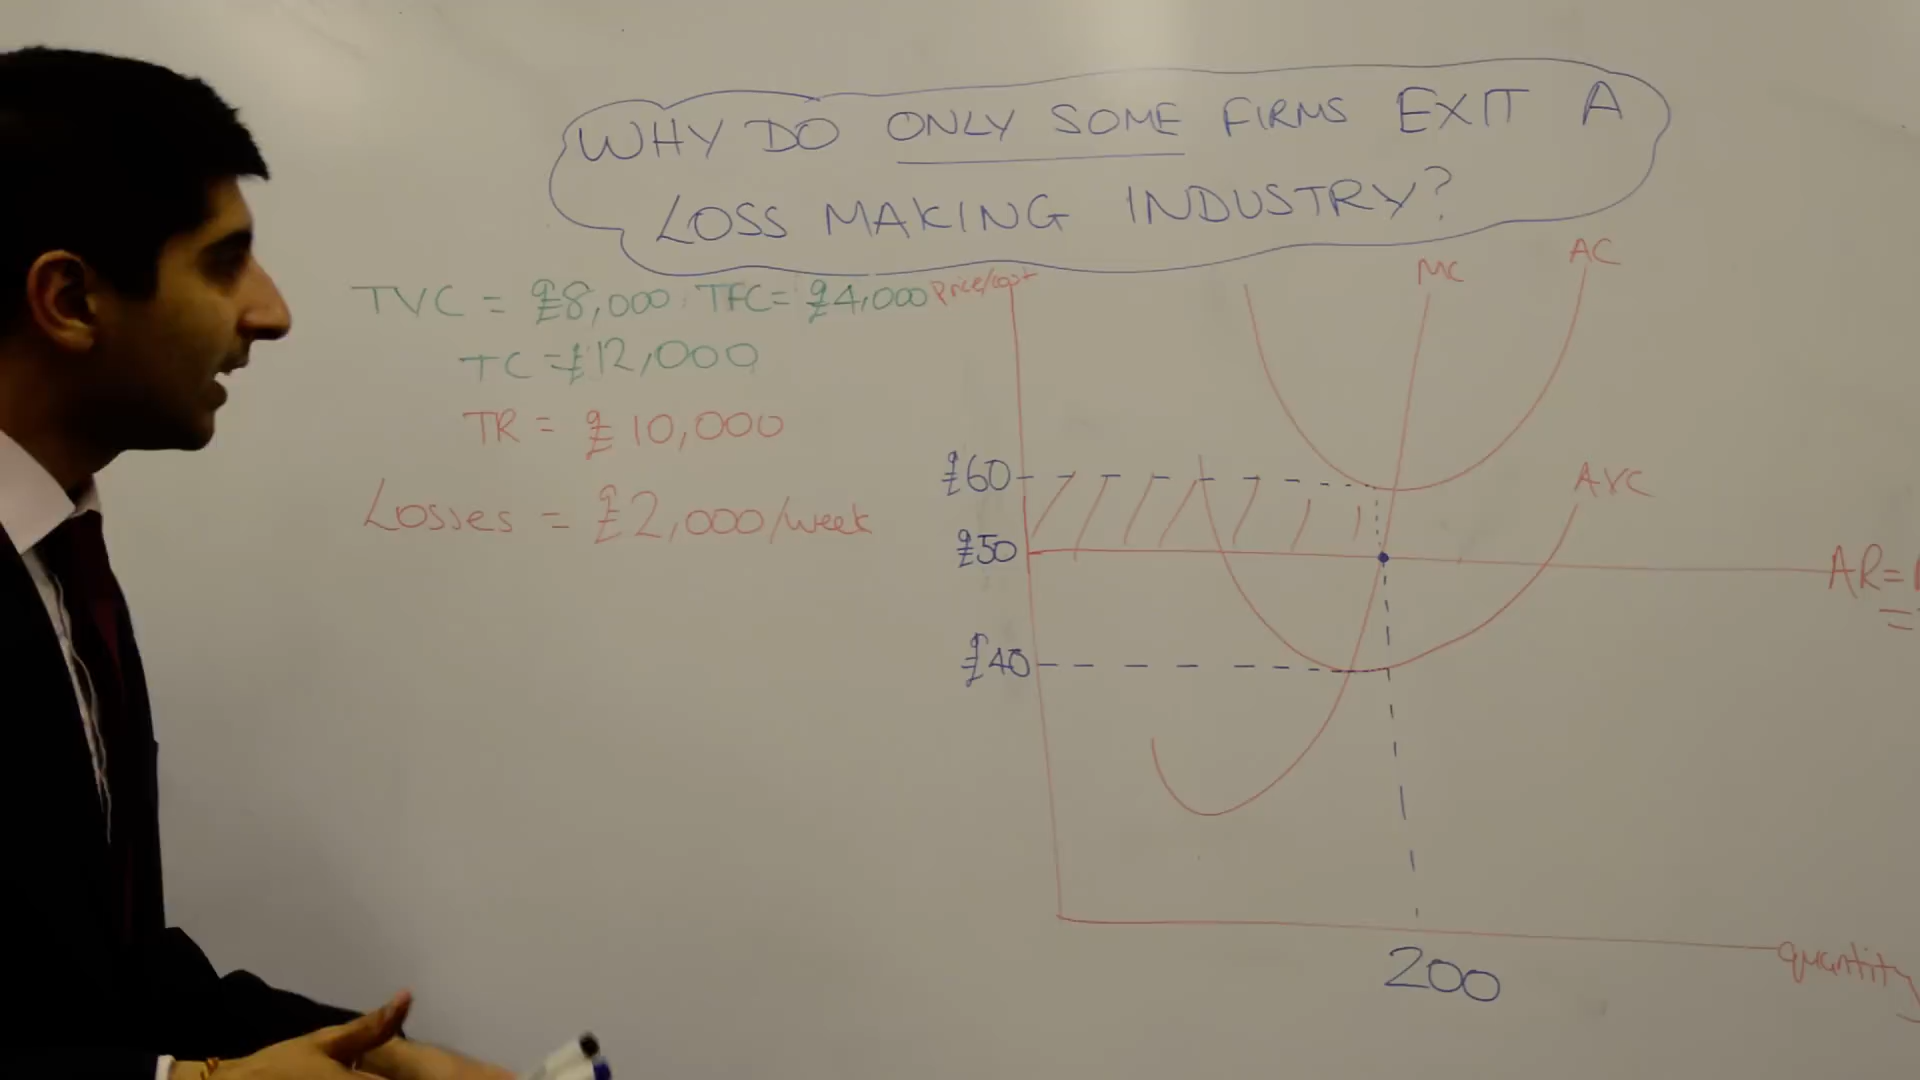 WHY DO ONLY SOME FIRMS EXIT A
LOSS MAKING INDUSTRY?
TVC = £8,000 TFC = £4,000
TC = £12,000
TR = £10,000
Losses = £2,000/week
Price/cost
MC
AC
£60
AVC
£50
AR=
=
£40
200
quantity